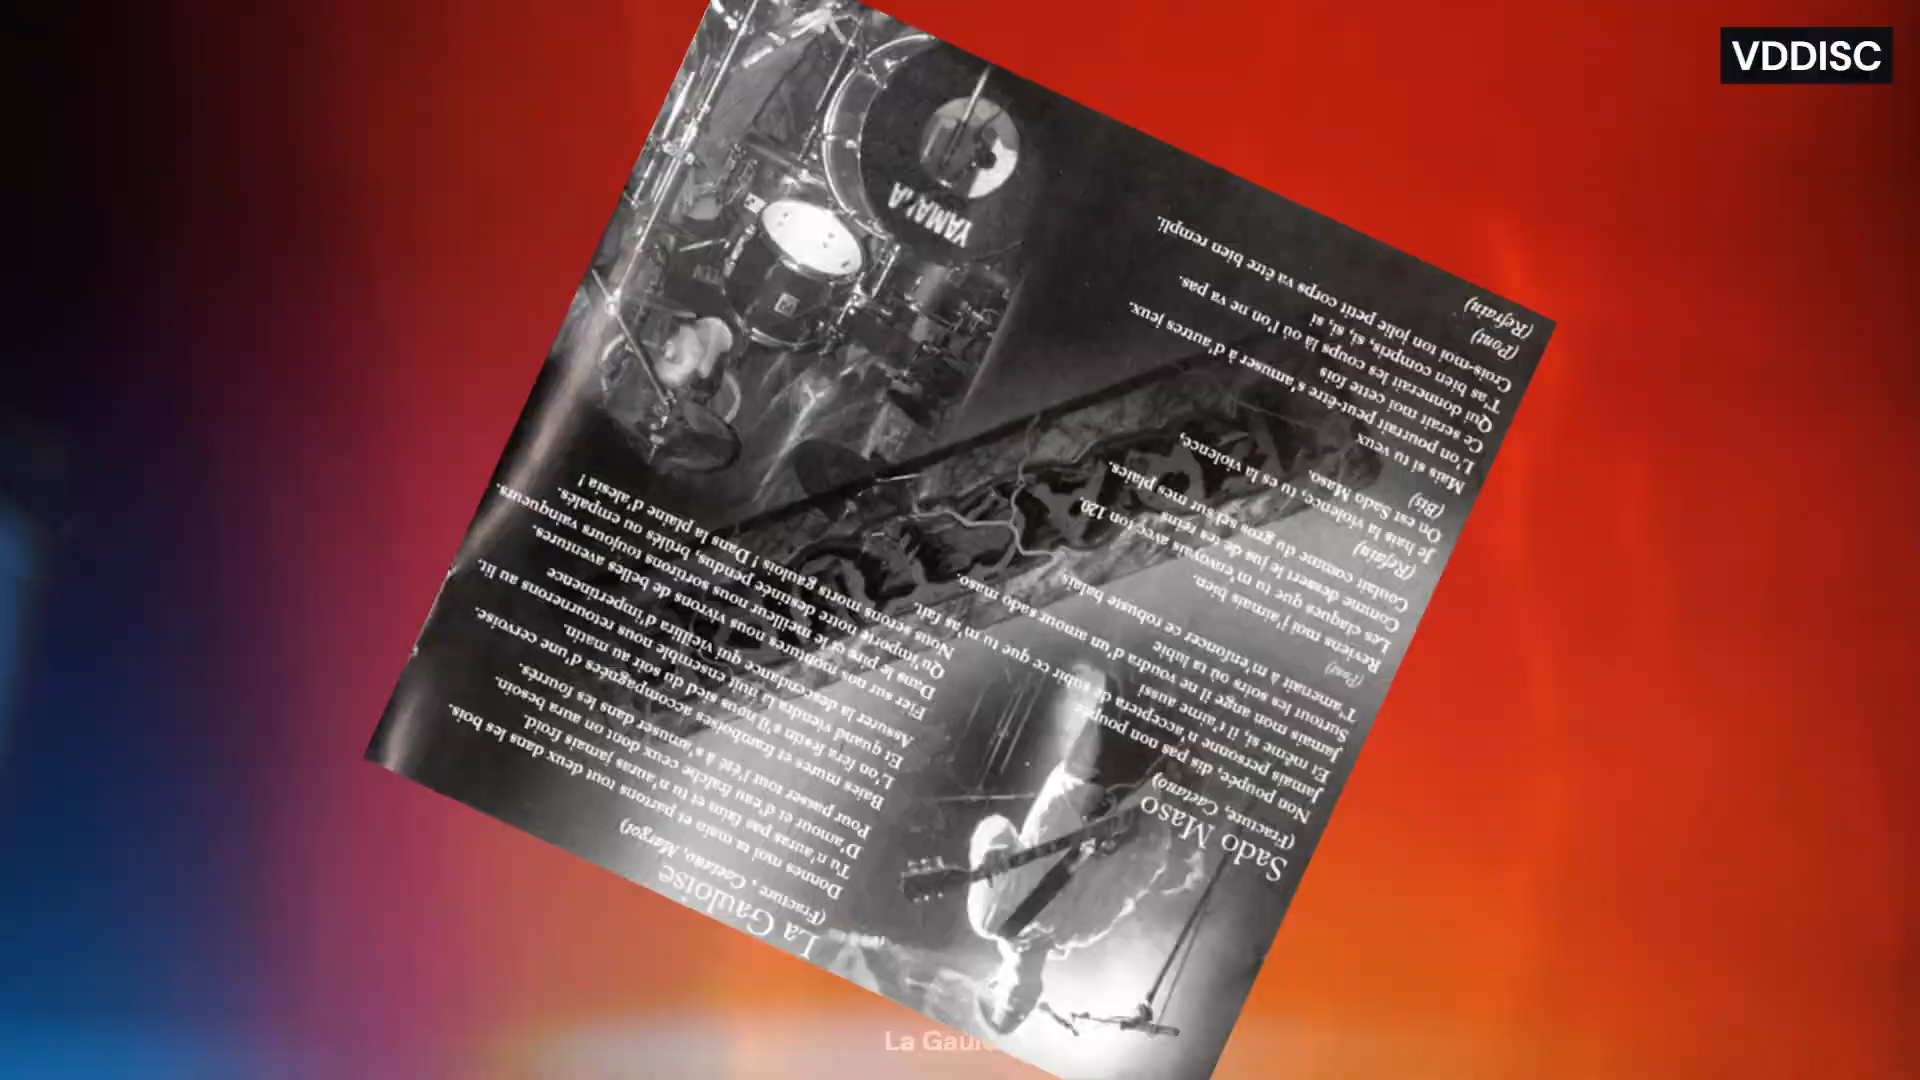 VDDISC
YAMAHA
La Gauloise
(Fracture, Caetano, Margot)
Donnes moi ta main et partons tout deux dans les bois.
Tu n'auras pas faim et tu n'auras jamais froid.
D'amour et d'eau fraîche dont on aura besoin.
Pour passer tout l'été à s'amuser dans les fourrés.
Baies mures et framboises accompagnées d'une cervoise.
L'on fera festin s'il nous sied du soir au matin.
Et quand viendra la nuit ensemble nous retournerons au lit.
Assurer la descendance qui vieillira d'impertinence
Fier sur nos montures nous vivrons de belles aventures.
Dans le pire et le meilleur nous sortirons toujours vainqueurs.
Qu'importe notre destinée pendus, brûlés ou empalés.
Nous serons morts gaulois ! Dans la plaine d'alesia !
Sado Maso
(Fracture, Caetano)
Non poupée, dis pas non poupée
Jamais personne n'acceptera de subir ce que tu m'as fait.
Et même si, il t'aime aussi
Jamais mon ange il ne voudra d'un amour sado maso.
Surtout les soirs où ta lubie
T'amenait à m'enfoncer ce robuste balais,
(Pont)
Reviens moi j'aimais bien.
Les claques que tu m'envoyais avec ton 120
Comme dessert le jus de tes reins
Coulait comme du gros sel sur mes plaies.
(Refrain)
Je hais la violence, tu es la violence,
On est Sado Maso.
(Bis)
Mais si tu veux
L'on pourrait peut-être s'amuser à d'autres jeux.
Ce serait moi cette fois
Qui donnerait les coups là où l'on ne va pas.
T'as bien compris, si, si, si
Crois-moi ton jolie petit corps va être bien rempli.
(Pont)
(Refrain)
La Gaul